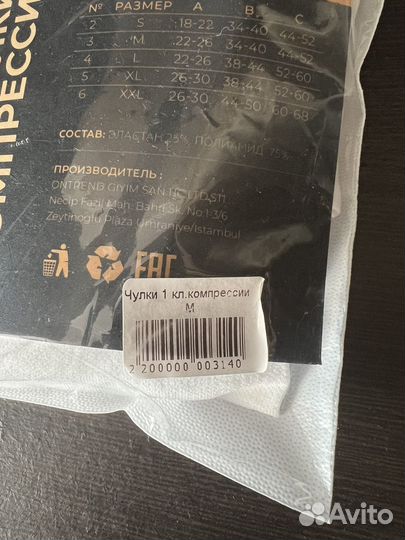 № РАЗМЕР A B C
2 S 18-22 34-40 44-52
3 M 22-26 34-40 44-52
4 L 22-26 38-44 52-60
5 XL 26-30 38-44 52-60
6 XXL 26-30 44-50 60-68
СОСТАВ: ЭЛАСТАН 25% ПОЛИАМИД 75%
ПРОИЗВОДИТЕЛЬ :
ONTREND GIYIM SAN.TIC.LTD.STI
Necip Fazıl Mah. Bahg Sk. No:1-3/6
Zeytinoglu Plaza Umraniye/Istambul
EAC
Чулки 1 кл.компрессии
M
2 200000 003140
Avito